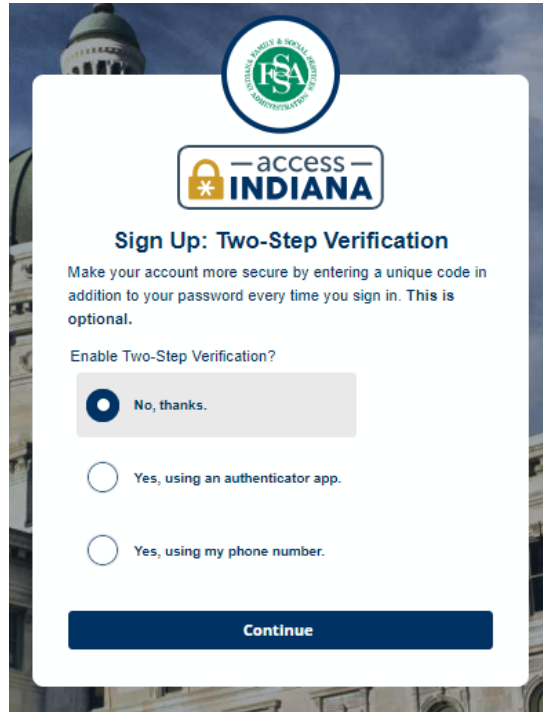 INDIANA FAMILY & SOCIAL SERVICES
ADMINISTRATION
FSSA
access
INDIANA
Sign Up: Two-Step Verification
Make your account more secure by entering a unique code in
addition to your password every time you sign in. This is
optional.
Enable Two-Step Verification?
No, thanks.
Yes, using an authenticator app.
Yes, using my phone number.
Continue